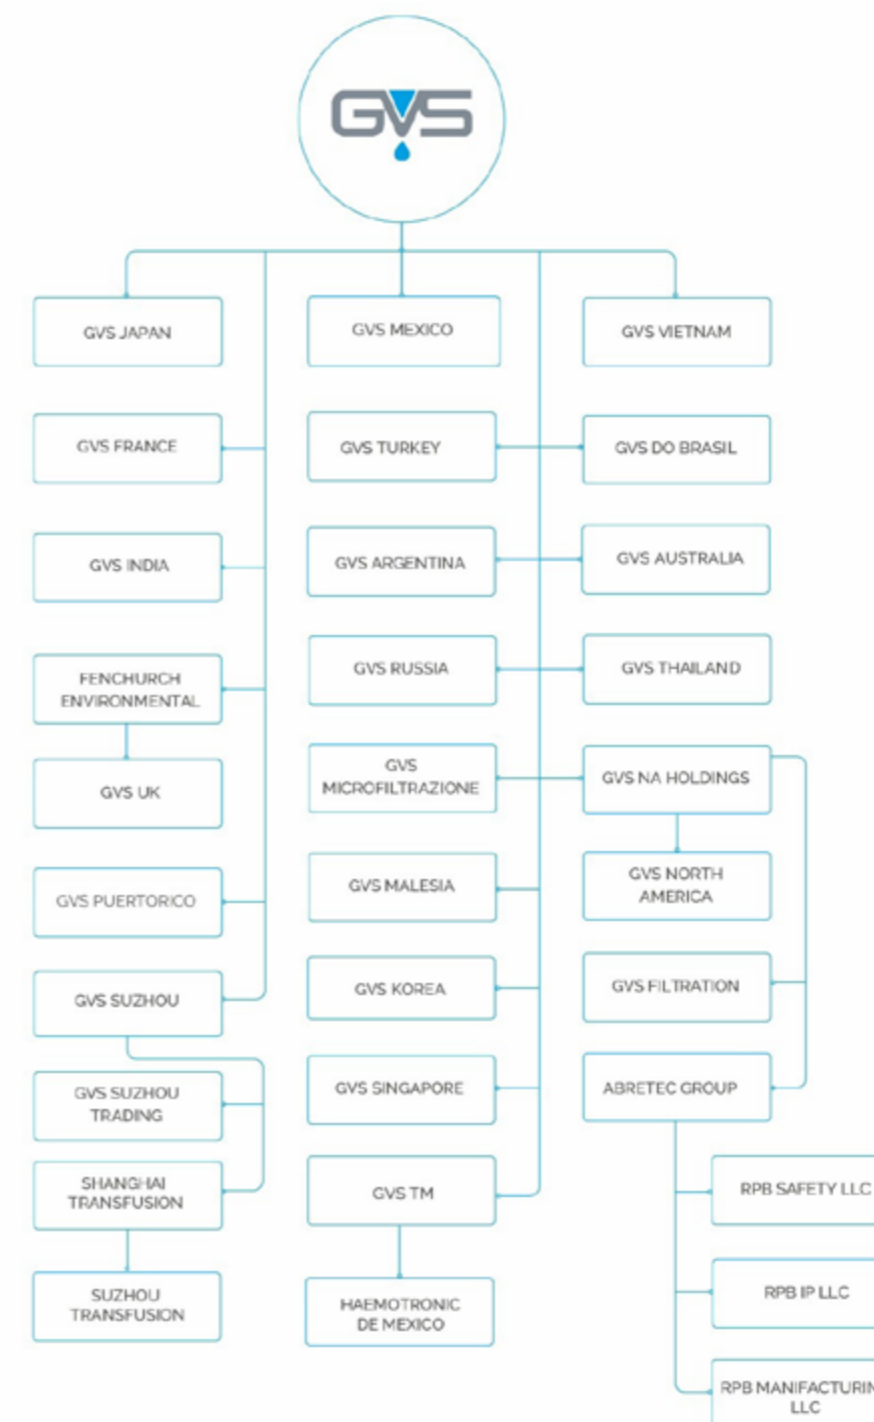 GVS
GVS JAPAN
GVS MEXICO
GVS VIETNAM
GVS FRANCE
GVS TURKEY
GVS DO BRASIL
GVS INDIA
GVS ARGENTINA
GVS AUSTRALIA
FENCHURCH
ENVIRONMENTAL
GVS RUSSIA
GVS THAILAND
GVS UK
GVS
MICROFILTRAZIONE
GVS NA HOLDINGS
GVS PUERTORICO
GVS MALESIA
GVS NORTH
AMERICA
GVS SUZHOU
GVS KOREA
GVS FILTRATION
GVS SUZHOU
TRADING
GVS SINGAPORE
ABRETEC GROUP
SHANGHAI
TRANSFUSION
GVS TM
RPB SAFETY LLC
SUZHOU
TRANSFUSION
HAEMOTRONIC
DE MEXICO
RPB IP LLC
RPB MANIFACTURIN
LLC